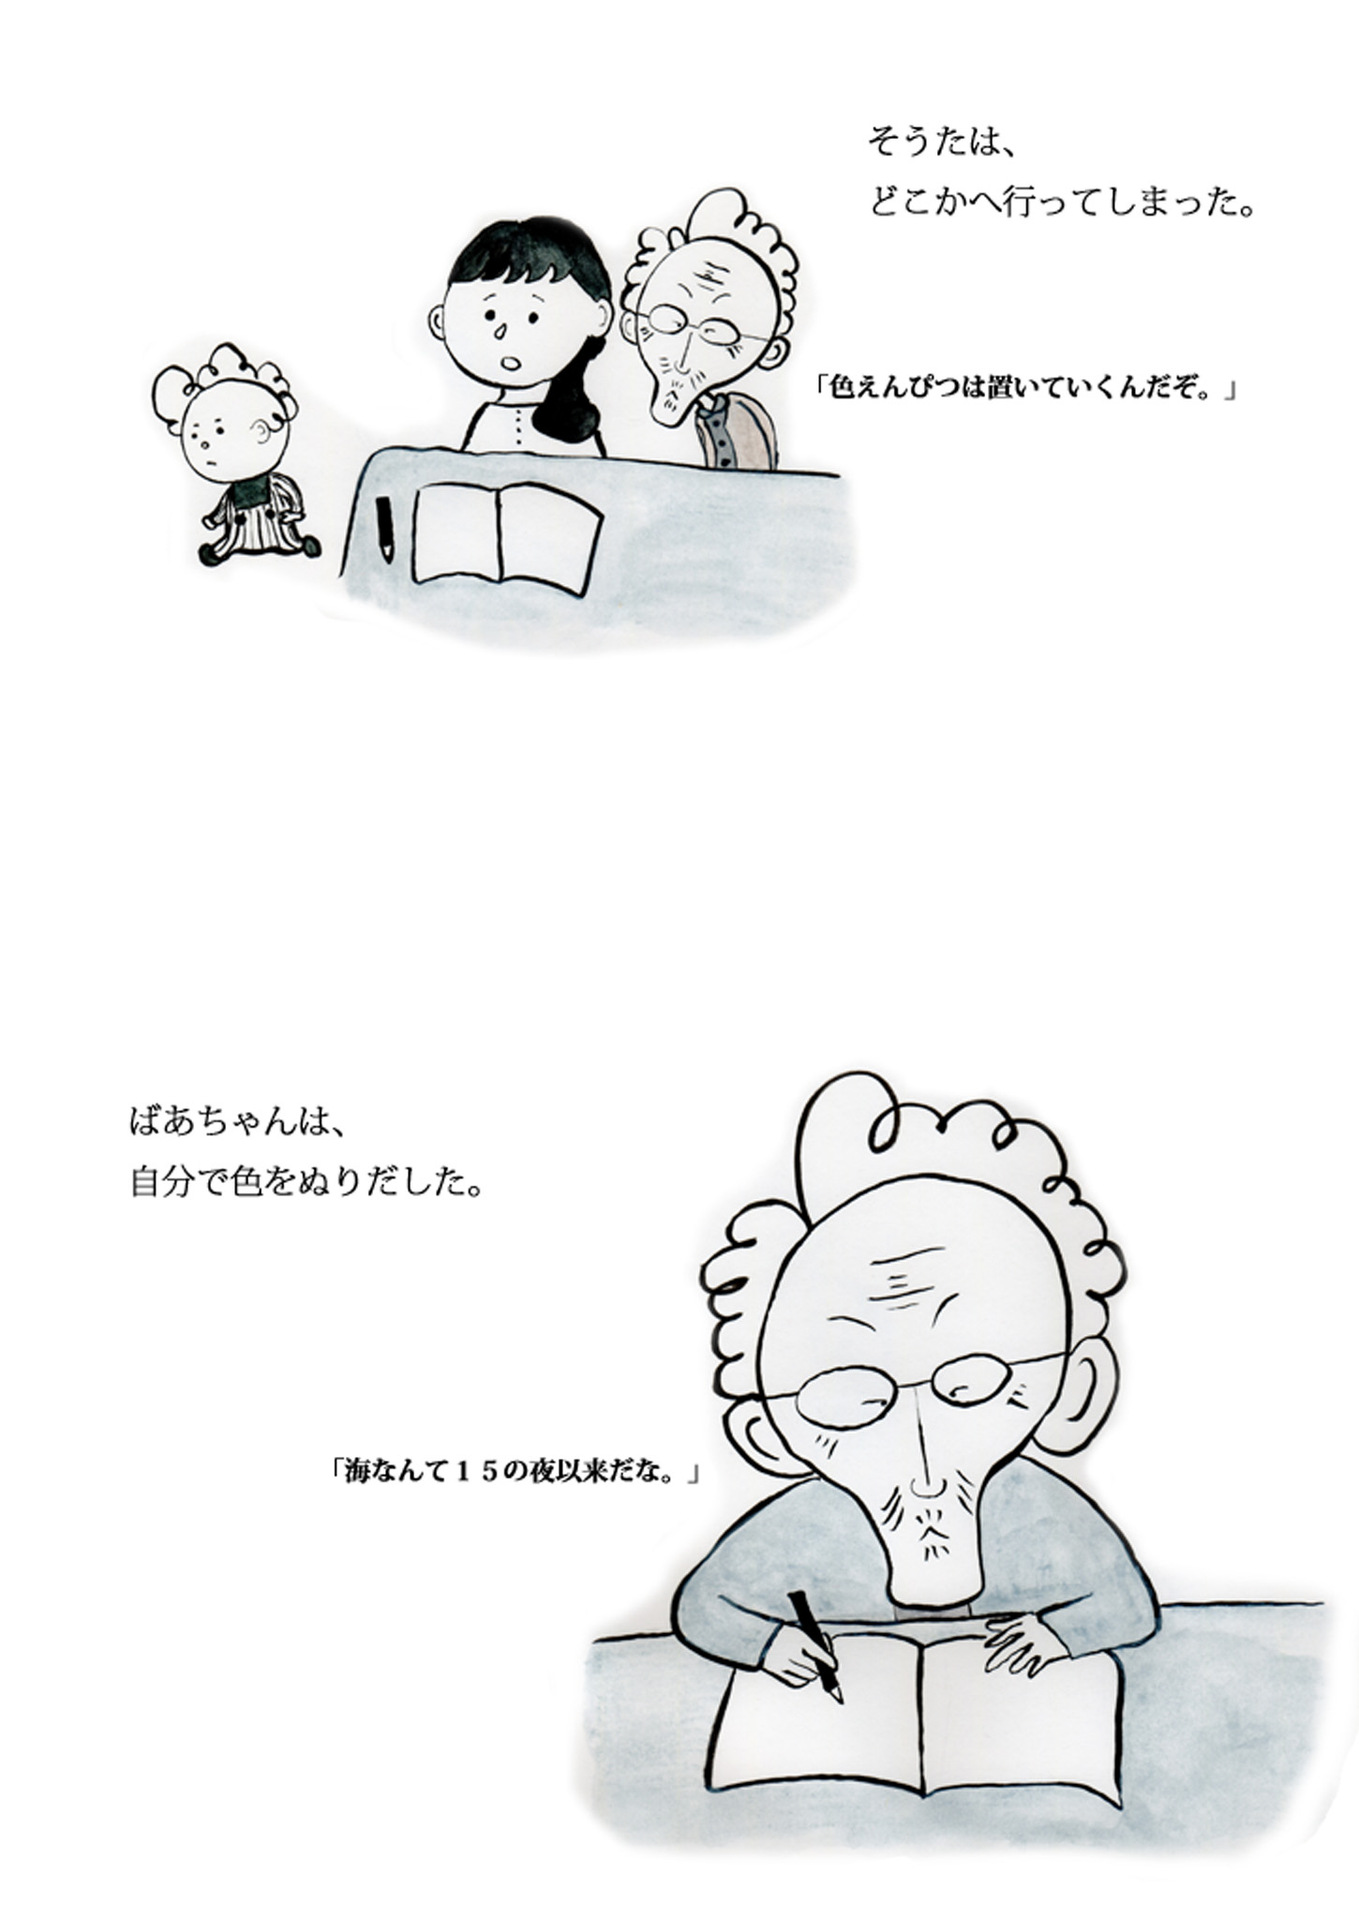 そうたは、
どこかへ行ってしまった。
「色えんぴつは置いていくんだぞ。」
ばあちゃんは、
自分で色をぬりだした。
「海なんて１５の夜以来だな。」